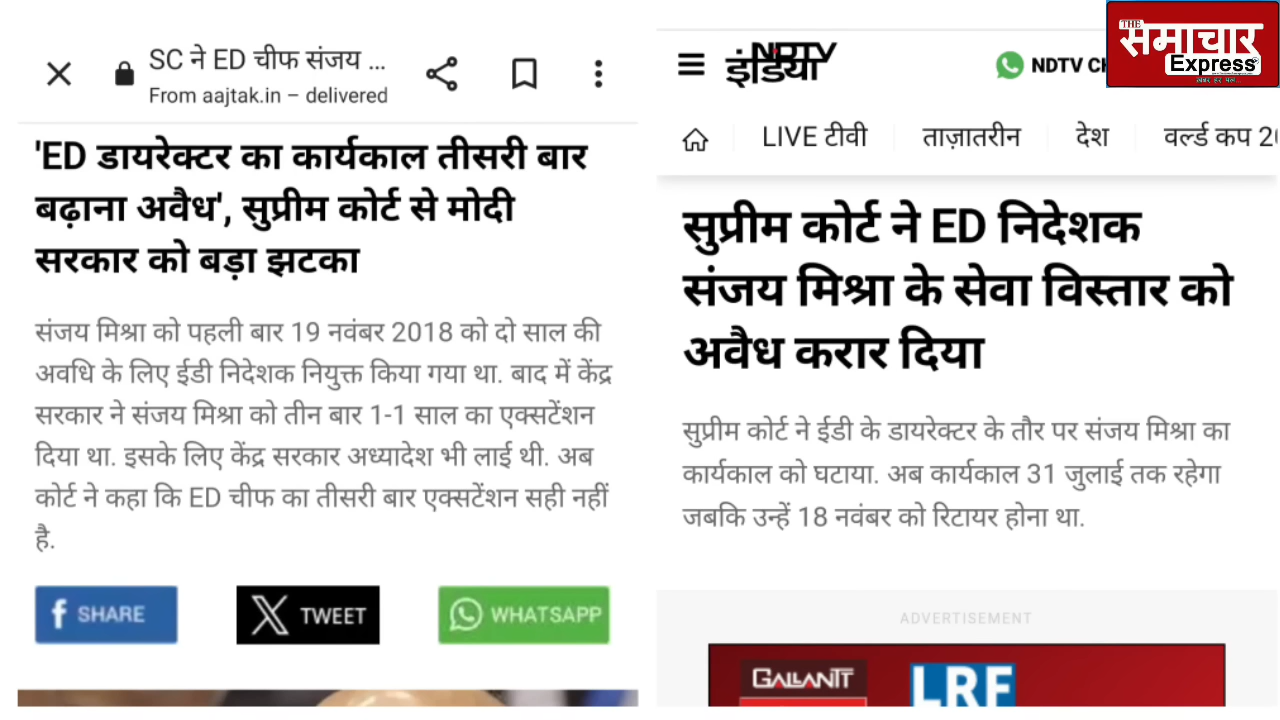 SC ने ED चीफ संजय ...
From aajtak.in – delivered
'ED डायरेक्टर का कार्यकाल तीसरी बार
बढ़ाना अवैध', सुप्रीम कोर्ट से मोदी
सरकार को बड़ा झटका
संजय मिश्रा को पहली बार 19 नवंबर 2018 को दो साल की
अवधि के लिए ईडी निदेशक नियुक्त किया गया था. बाद में केंद्र
सरकार ने संजय मिश्रा को तीन बार 1-1 साल का एक्सटेंशन
दिया था. इसके लिए केंद्र सरकार अध्यादेश भी लाई थी. अब
कोर्ट ने कहा कि ED चीफ का तीसरी बार एक्सटेंशन सही नहीं
है.
SHARE
TWEET
WHATSAPP
THE
समाचार
Express
NDTV
इंडिया
NDTV CH
LIVE टीवी ताज़ातरीन देश वर्ल्ड कप 20
सुप्रीम कोर्ट ने ED निदेशक
संजय मिश्रा के सेवा विस्तार को
अवैध करार दिया
सुप्रीम कोर्ट ने ईडी के डायरेक्टर के तौर पर संजय मिश्रा का
कार्यकाल को घटाया. अब कार्यकाल 31 जुलाई तक रहेगा
जबकि उन्हें 18 नवंबर को रिटायर होना था.
ADVERTISEMENT
GALLANTT
LRF